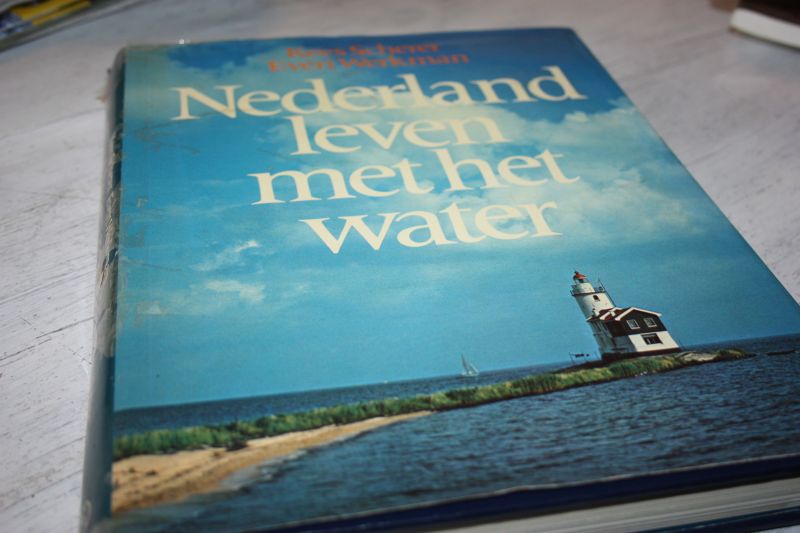 Kees Scherer
Evert Werkman
Nederland
leven
met het
water